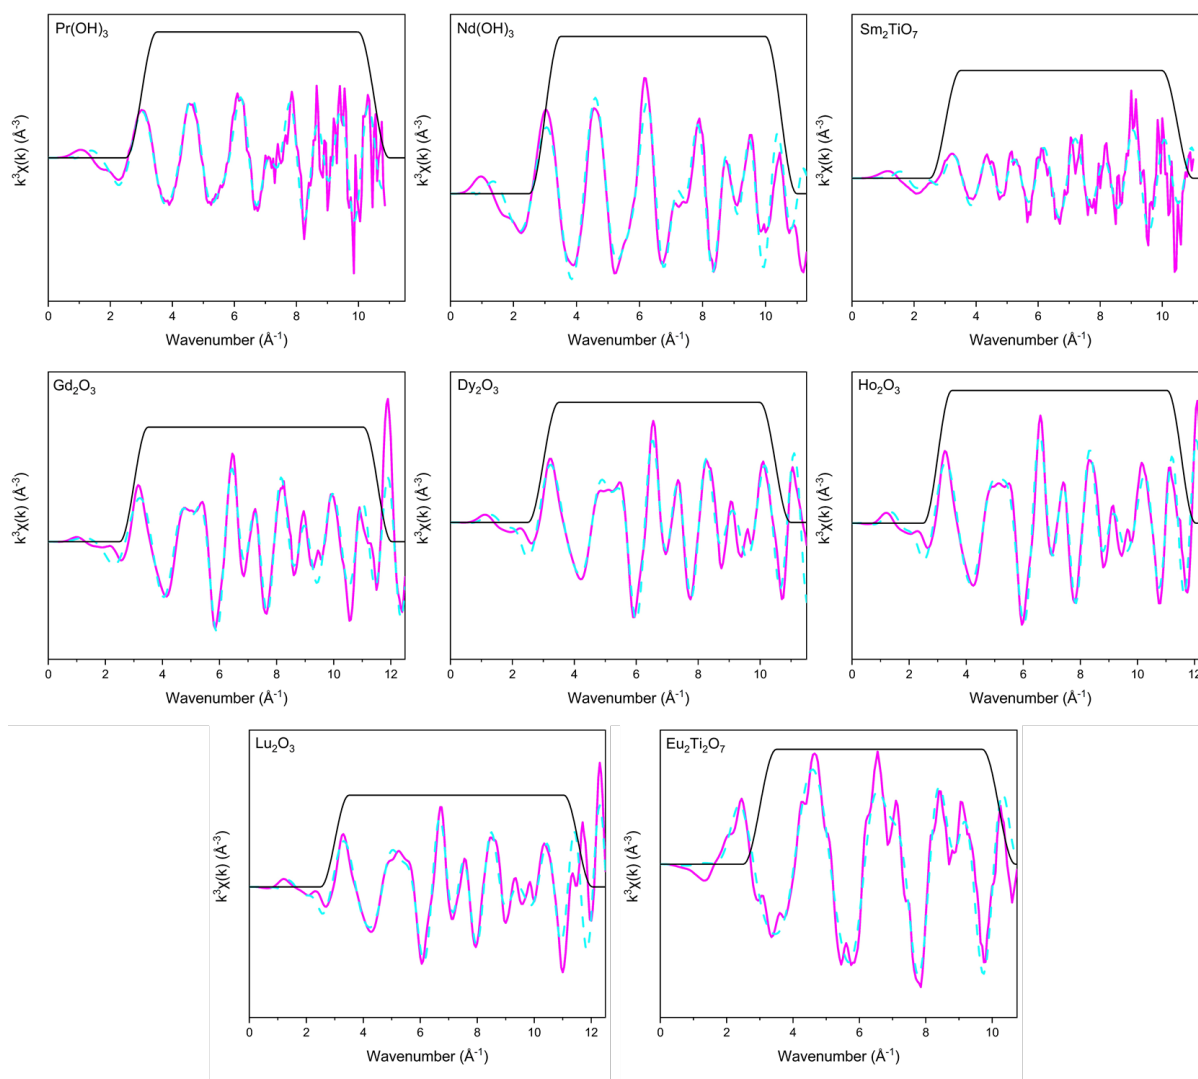 Pr(OH)₃
k³χ(k) (Å⁻³)
0 2 4 6 8 10
Wavenumber (Å⁻¹)
Nd(OH)₃
k³χ(k) (Å⁻³)
0 2 4 6 8 10
Wavenumber (Å⁻¹)
Sm₂TiO₇
k³χ(k) (Å⁻³)
0 2 4 6 8 10
Wavenumber (Å⁻¹)
Gd₂O₃
k³χ(k) (Å⁻³)
0 2 4 6 8 10 12
Wavenumber (Å⁻¹)
Dy₂O₃
k³χ(k) (Å⁻³)
0 2 4 6 8 10
Wavenumber (Å⁻¹)
Ho₂O₃
k³χ(k) (Å⁻³)
0 2 4 6 8 10 12
Wavenumber (Å⁻¹)
Lu₂O₃
k³χ(k) (Å⁻³)
0 2 4 6 8 10 12
Wavenumber (Å⁻¹)
Eu₂Ti₂O₇
k³χ(k) (Å⁻³)
0 2 4 6 8 10
Wavenumber (Å⁻¹)